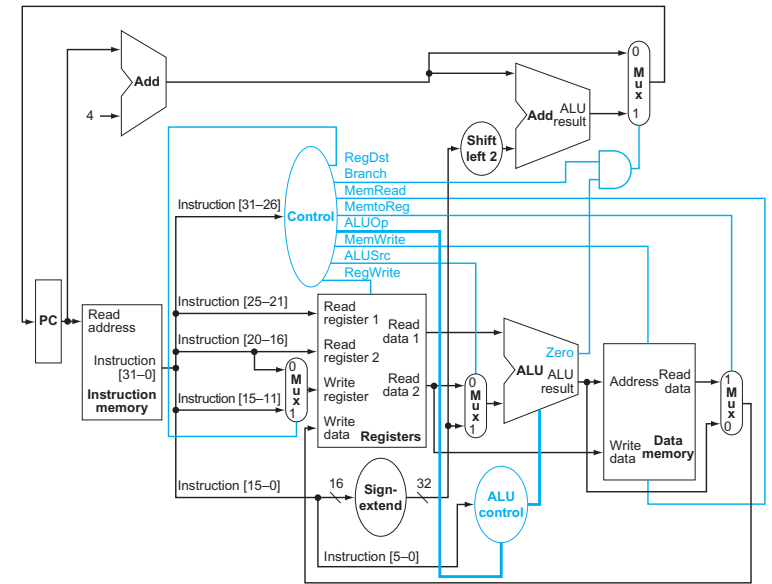 0
M
u
x
1
Add
4
Add
ALU
result
Shift
left 2
RegDst
Branch
MemRead
MemtoReg
ALUOp
MemWrite
ALUSrc
RegWrite
Control
Instruction [31–26]
Instruction [25–21]
Instruction [20–16]
Instruction [15–11]
Instruction [15–0]
Instruction [5–0]
PC
Read
address
Instruction
[31–0]
Instruction
memory
0
M
u
x
1
Read
register 1
Read
register 2
Write
register
Write
data
Read
data 1
Read
data 2
Registers
0
M
u
x
1
Zero
ALU
ALU
result
Address
Read
data
Write
data
Data
memory
1
M
u
x
0
16
Sign-
extend
32
ALU
control